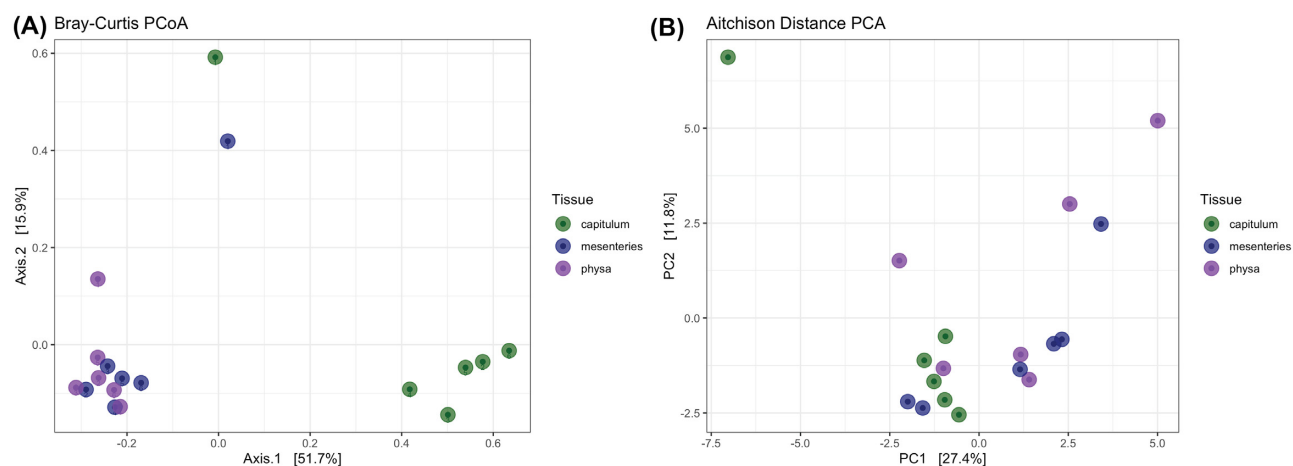 (A) Bray-Curtis PCoA
0.6
0.4
0.2
0.0
Axis.2 [15.9%]
-0.2
0.0
0.2
0.4
0.6
Axis.1 [51.7%]
Tissue
capitulum
mesenteries
physa
(B) Aitchison Distance PCA
5.0
2.5
0.0
-2.5
PC2 [11.8%]
-7.5
-5.0
-2.5
0.0
2.5
5.0
PC1 [27.4%]
Tissue
capitulum
mesenteries
physa